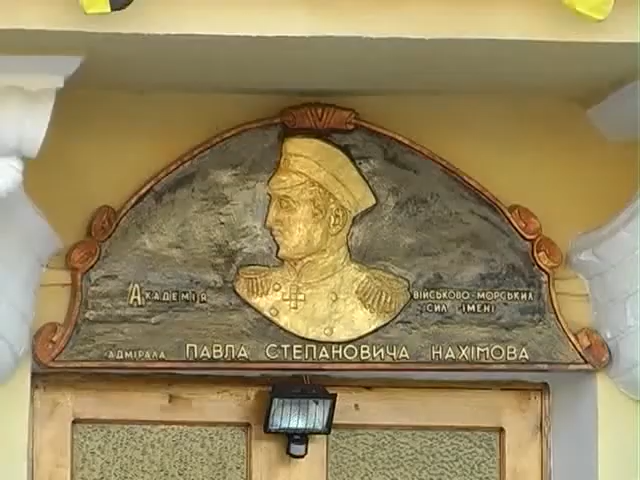 Академія військово-морських
сил імені
адмірала Павла Степановича Нахімова